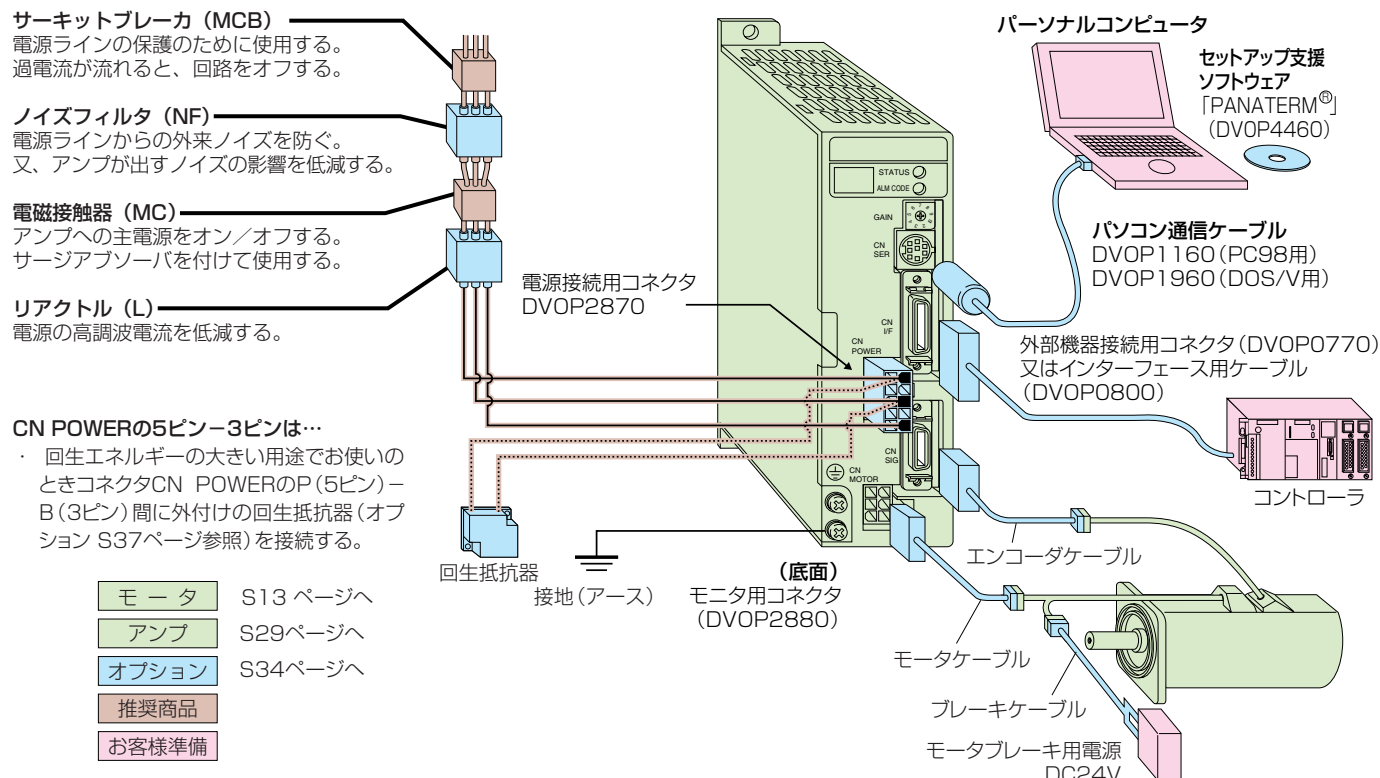 サーキットブレーカ（MCB）
電源ラインの保護のために使用する。
過電流が流れると、回路をオフする。
ノイズフィルタ（NF）
電源ラインからの外来ノイズを防ぐ。
又、アンプが出すノイズの影響を低減する。
電磁接触器（MC）
アンプへの主電源をオン／オフする。
サージアブソーバを付けて使用する。
リアクトル（L）
電源の高調波電流を低減する。
CN POWERの5ピン－3ピンは…
・ 回生エネルギーの大きい用途でお使いの
ときコネクタCN POWERのP（5ピン）－
B（3ピン）間に外付けの回生抵抗器（オプ
ション S37ページ参照）を接続する。
モータ S13 ページへ
アンプ S29ページへ
オプション S34ページへ
推奨商品
お客様準備
電源接続用コネクタ
DVOP2870
回生抵抗器
接地（アース）
STATUS
ALM CODE
GAIN
CN
SER
CN
I/F
CN
POWER
CN
SIG
CN
MOTOR
（底面）
モニタ用コネクタ
（DVOP2880）
パーソナルコンピュータ
セットアップ支援
ソフトウェア
「PANATERM®」
（DVOP4460）
パソコン通信ケーブル
DVOP1160（PC98用）
DVOP1960（DOS/V用）
外部機器接続用コネクタ（DVOP0770）
又はインターフェース用ケーブル
（DVOP0800）
コントローラ
エンコーダケーブル
モータケーブル
ブレーキケーブル
モータブレーキ用電源
DC24V